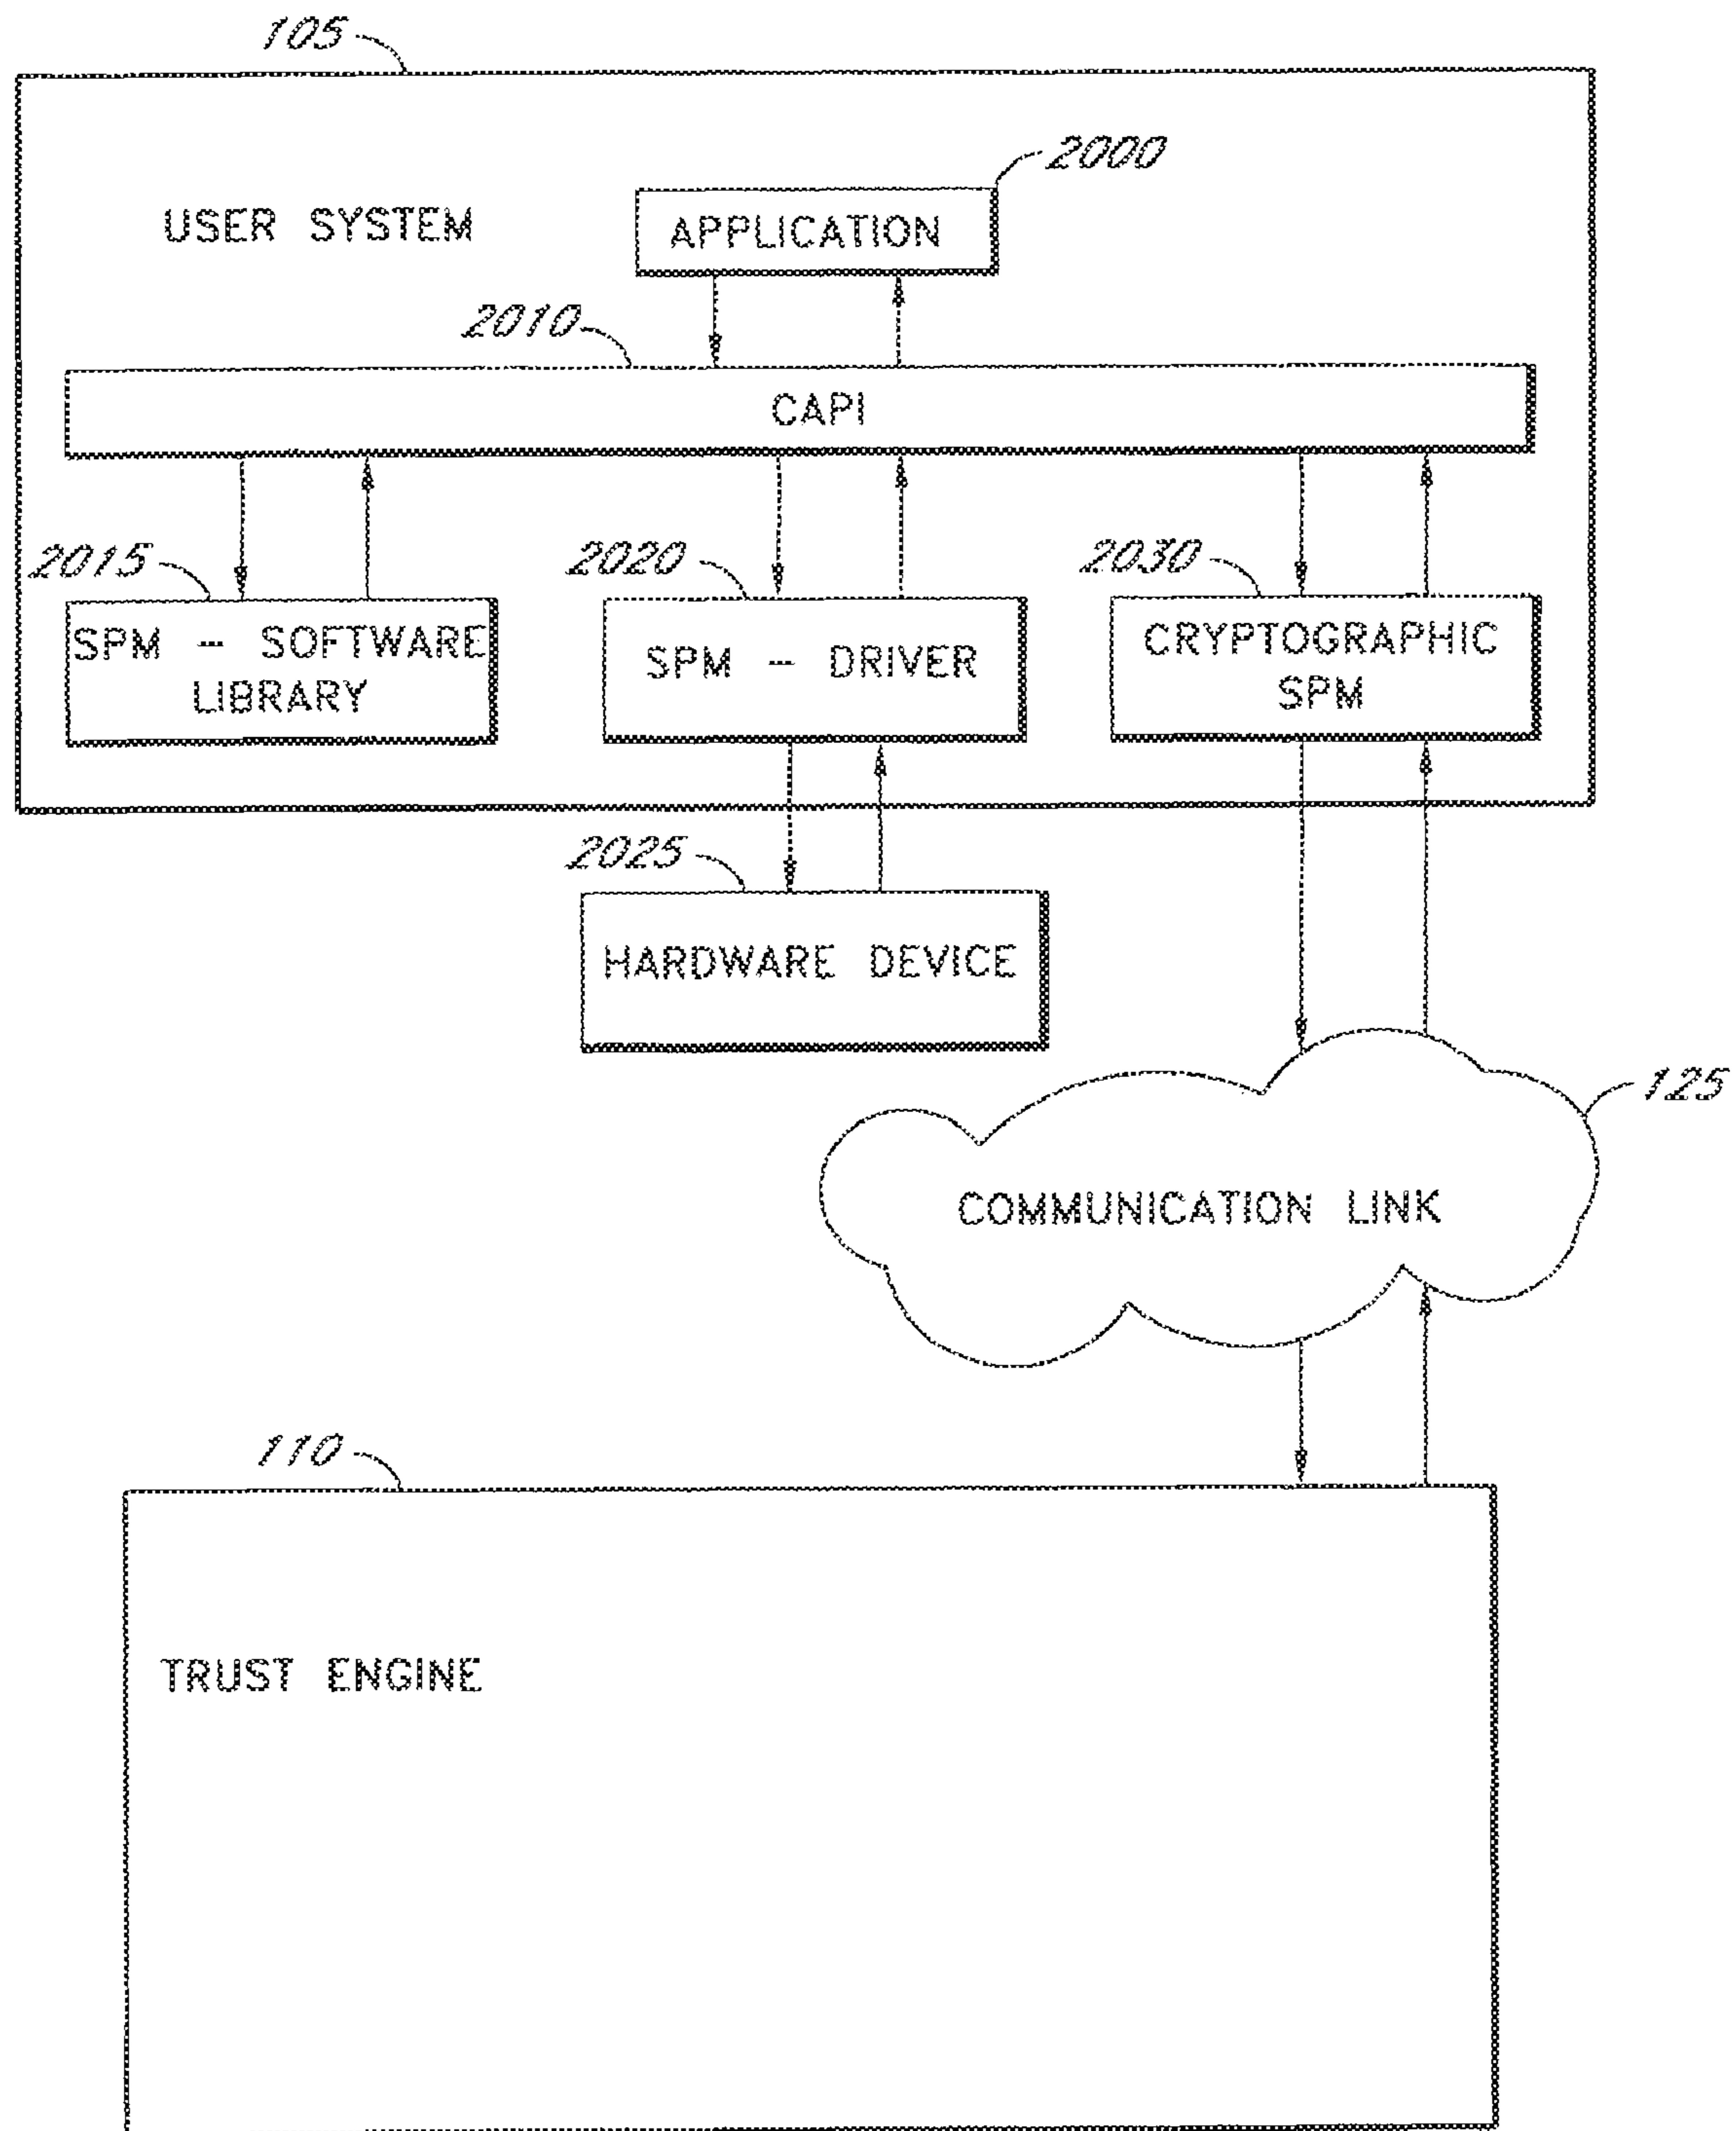 105
2000
USER SYSTEM
APPLICATION
2010
CAPI
2015
2020
2030
SPM - SOFTWARE
LIBRARY
SPM - DRIVER
CRYPTOGRAPHIC
SPM
2025
HARDWARE DEVICE
125
COMMUNICATION LINK
110
TRUST ENGINE